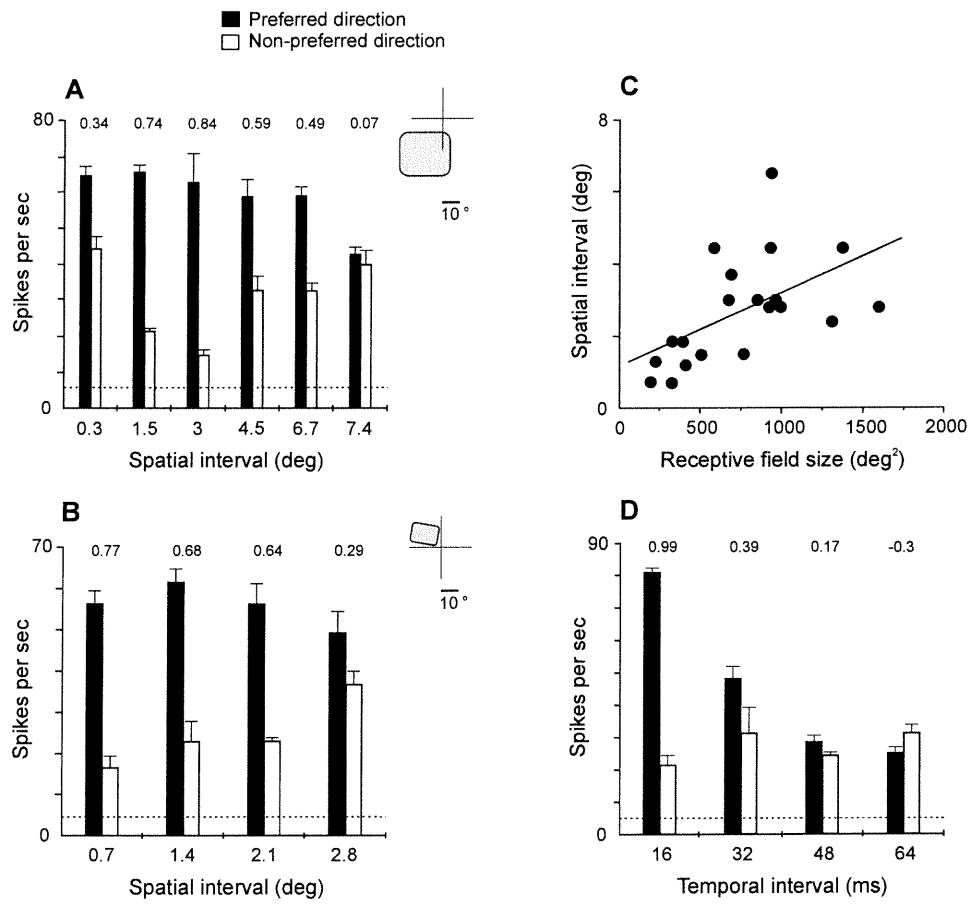 Preferred direction
Non-preferred direction
A
80
0.34 0.74 0.84 0.59 0.49 0.07
10 °
Spikes per sec
0
0.3 1.5 3 4.5 6.7 7.4
Spatial interval (deg)
C
8
Spatial interval (deg)
0
0 500 1000 1500 2000
Receptive field size (deg²)
B
70
0.77 0.68 0.64 0.29
10 °
Spikes per sec
0
0.7 1.4 2.1 2.8
Spatial interval (deg)
D
90
0.99 0.39 0.17 -0.3
Spikes per sec
0
16 32 48 64
Temporal interval (ms)